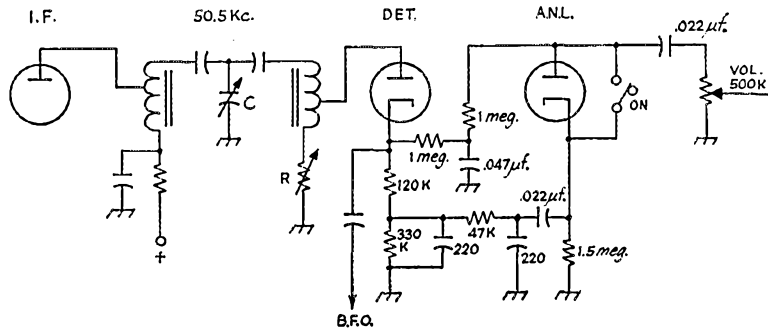 I.F.
50.5 Kc.
DET.
A.N.L.
.022 µf.
C
ON
VOL.
500K
1 meg.
1 meg.
.047 µf.
R
120 K
.022 µf.
330
K
47K
220
220
1.5 meg.
+
B.F.O.